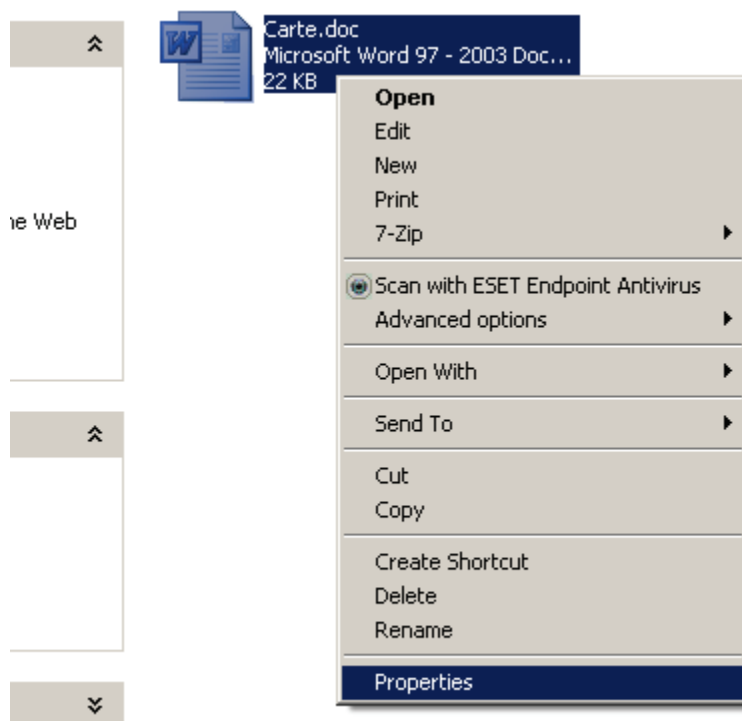 Carte.doc
Microsoft Word 97 - 2003 Doc...
22 KB
Open
Edit
New
Print
he Web
7-Zip
Scan with ESET Endpoint Antivirus
Advanced options
Open With
Send To
Cut
Copy
Create Shortcut
Delete
Rename
Properties